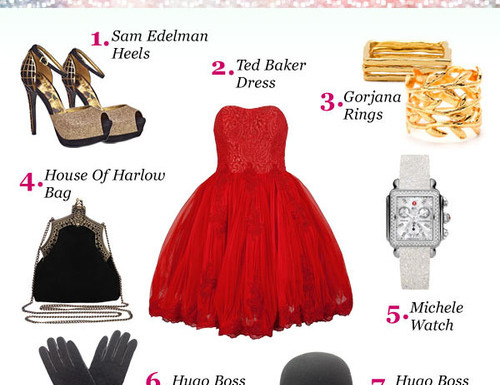 1. Sam Edelman
Heels
2. Ted Baker
Dress
3. Gorjana
Rings
4. House Of Harlow
Bag
5. Michele
Watch
6. Hugo Boss
7. Hugo Boss